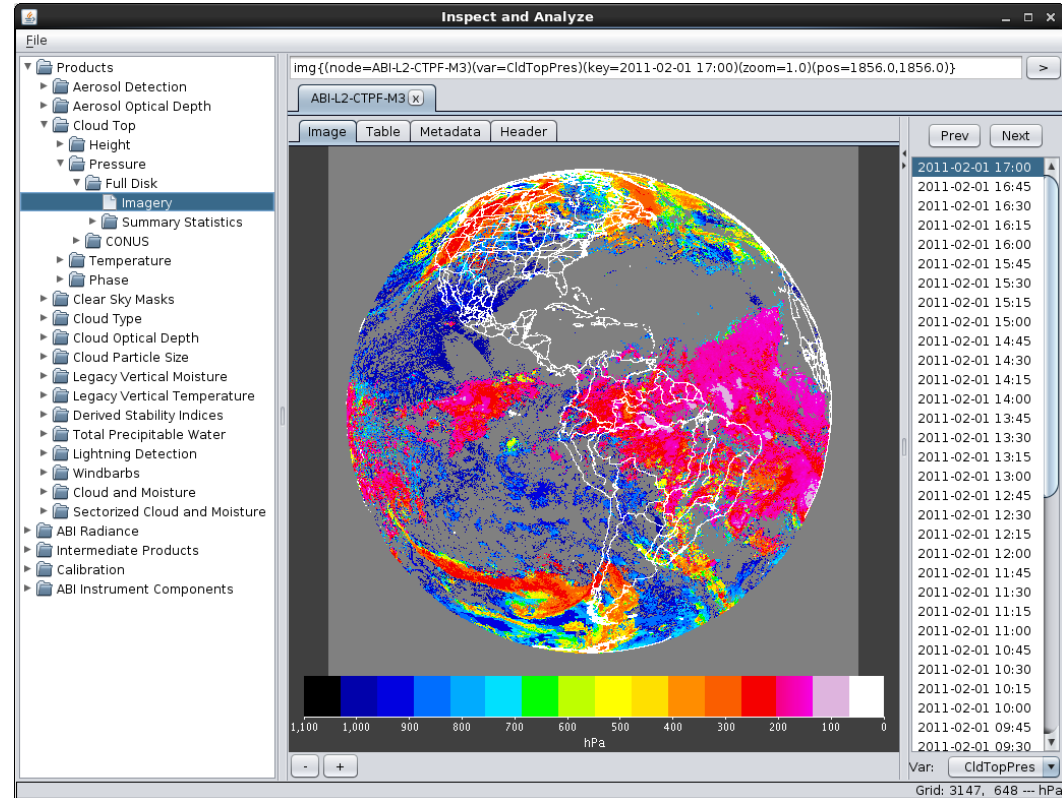 Inspect and Analyze
File
Products
Aerosol Detection
Aerosol Optical Depth
Cloud Top
Height
Pressure
Full Disk
Imagery
Summary Statistics
CONUS
Temperature
Phase
Clear Sky Masks
Cloud Type
Cloud Optical Depth
Cloud Particle Size
Legacy Vertical Moisture
Legacy Vertical Temperature
Derived Stability Indices
Total Precipitable Water
Lightning Detection
Windbarbs
Cloud and Moisture
Sectorized Cloud and Moisture
ABI Radiance
Intermediate Products
Calibration
ABI Instrument Components
img{(node=ABI-L2-CTPF-M3)(var=CldTopPres)(key=2011-02-01 17:00)(zoom=1.0)(pos=1856.0,1856.0)} >
ABI-L2-CTPF-M3 x
Image Table Metadata Header
1,100 1,000 900 800 700 600 500 400 300 200 100 0
hPa
- +
Prev Next
2011-02-01 17:00
2011-02-01 16:45
2011-02-01 16:30
2011-02-01 16:15
2011-02-01 16:00
2011-02-01 15:45
2011-02-01 15:30
2011-02-01 15:15
2011-02-01 15:00
2011-02-01 14:45
2011-02-01 14:30
2011-02-01 14:15
2011-02-01 14:00
2011-02-01 13:45
2011-02-01 13:30
2011-02-01 13:15
2011-02-01 13:00
2011-02-01 12:45
2011-02-01 12:30
2011-02-01 12:15
2011-02-01 12:00
2011-02-01 11:45
2011-02-01 11:30
2011-02-01 11:15
2011-02-01 11:00
2011-02-01 10:45
2011-02-01 10:30
2011-02-01 10:15
2011-02-01 10:00
2011-02-01 09:45
2011-02-01 09:30
Var: CldTopPres
Grid: 3147, 648 --- hPa